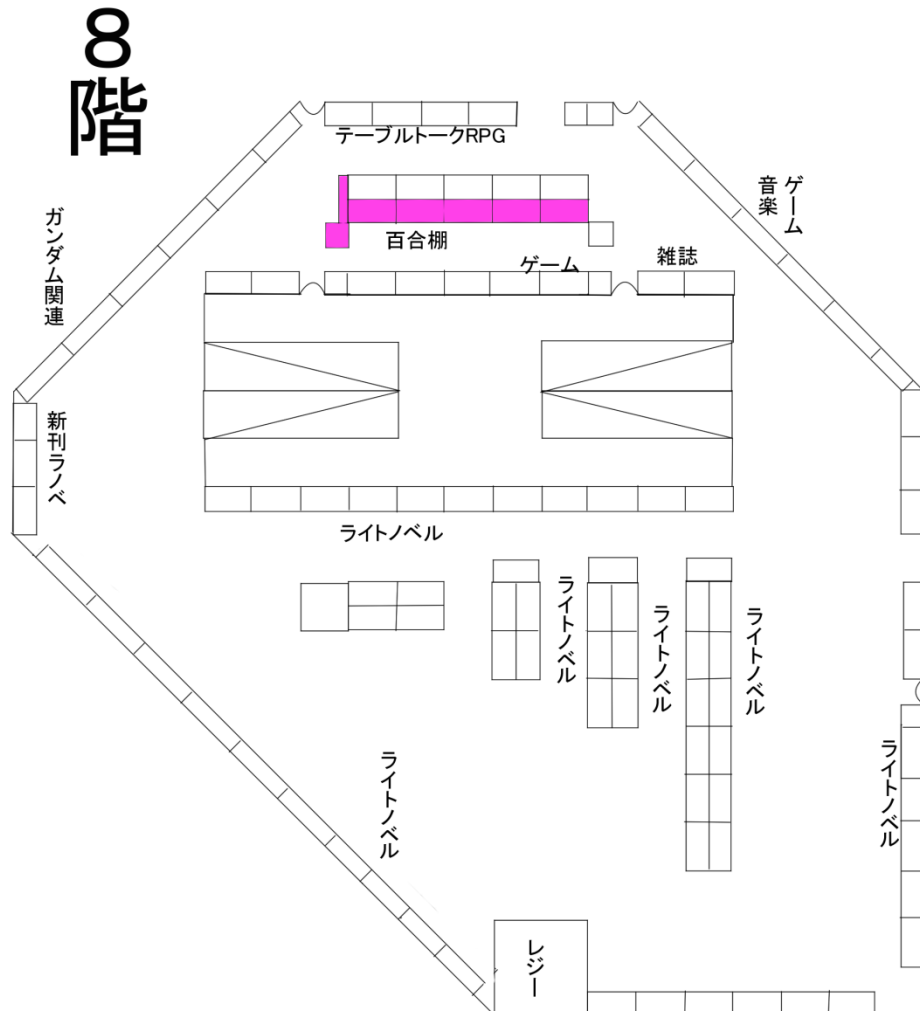 8
階
テーブルトークRPG
ゲーム
音楽
ガンダム関連
百合棚
ゲーム
雑誌
新刊ラノベ
ライトノベル
ライトノベル
ライトノベル
ライトノベル
ライトノベル
ライトノベル
レジー